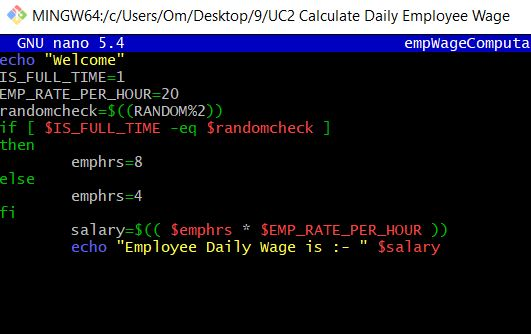 MINGW64:/c/Users/Om/Desktop/9/UC2 Calculate Daily Employee Wage
GNU nano 5.4 empWageComputa
echo "Welcome"
IS_FULL_TIME=1
EMP_RATE_PER_HOUR=20
randomcheck=$((RANDOM%2))
if [ $IS_FULL_TIME -eq $randomcheck ]
then
emphrs=8
else
emphrs=4
fi
salary=$(( $emphrs * $EMP_RATE_PER_HOUR ))
echo "Employee Daily Wage is :- " $salary